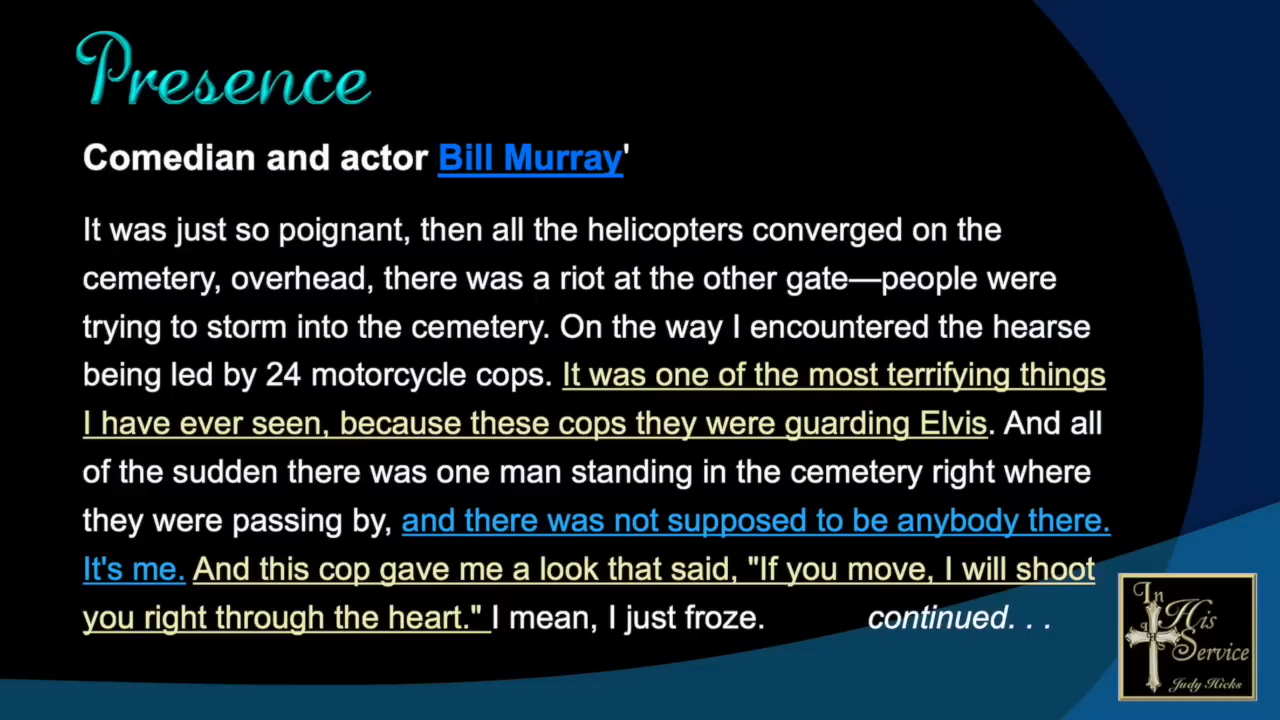 Presence
Comedian and actor Bill Murray'
It was just so poignant, then all the helicopters converged on the
cemetery, overhead, there was a riot at the other gate—people were
trying to storm into the cemetery. On the way I encountered the hearse
being led by 24 motorcycle cops. It was one of the most terrifying things
I have ever seen, because these cops they were guarding Elvis. And all
of the sudden there was one man standing in the cemetery right where
they were passing by, and there was not supposed to be anybody there.
It's me. And this cop gave me a look that said, "If you move, I will shoot
you right through the heart." I mean, I just froze. continued. . .
In
His
Service
Judy Hicks